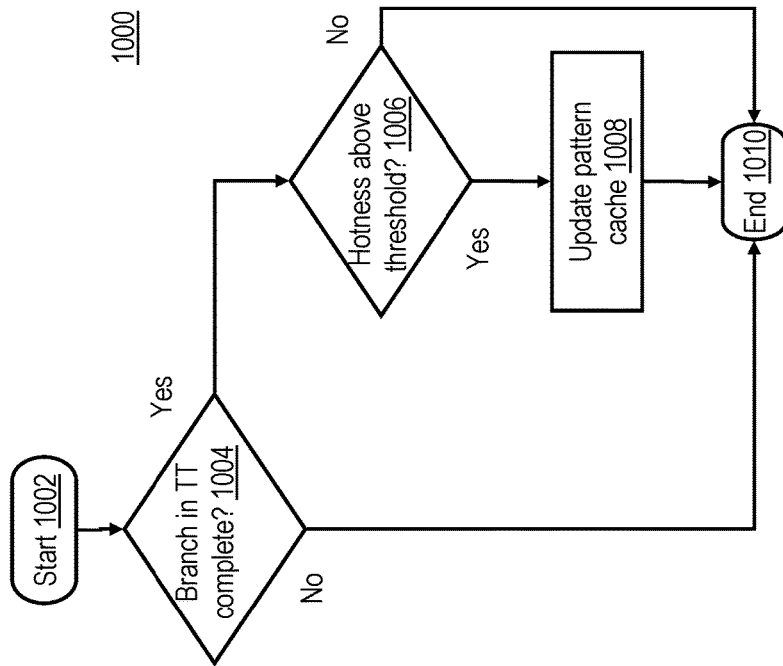 1000
Start 1002
Branch in TT
complete? 1004
Yes
No
Hotness above
threshold? 1006
No
Yes
Update pattern
cache 1008
End 1010